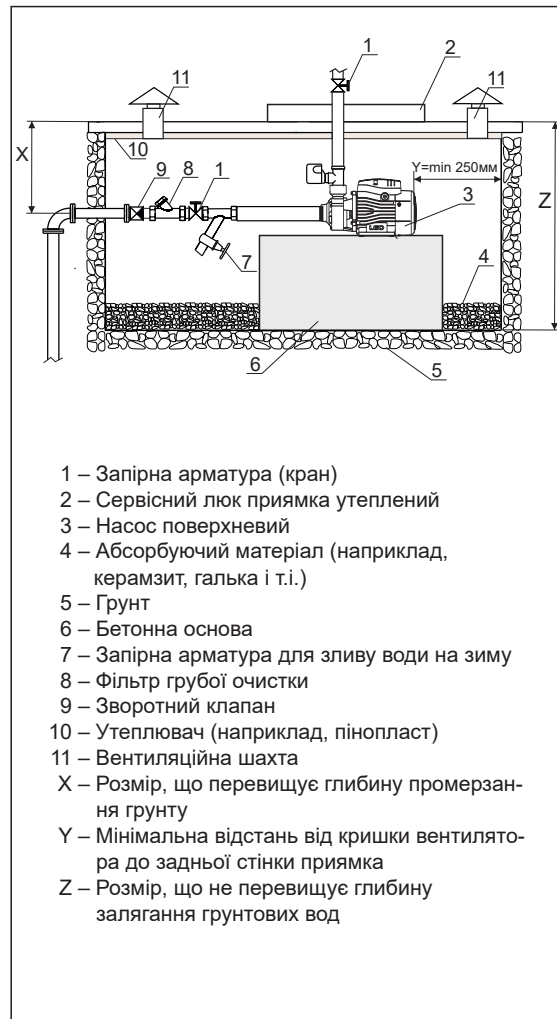 1
2
11
11
10
9
8
1
X
Y=min 250мм
3
Z
7
4
6
5
LEO
1 – Запірна арматура (кран)
2 – Сервісний люк приямка утеплений
3 – Насос поверхневий
4 – Абсорбуючий матеріал (наприклад,
керамзит, галька і т.і.)
5 – Грунт
6 – Бетонна основа
7 – Запірна арматура для зливу води на зиму
8 – Фільтр грубої очистки
9 – Зворотний клапан
10 – Утеплювач (наприклад, пінопласт)
11 – Вентиляційна шахта
X – Розмір, що перевищує глибину промерзан-
ня грунту
Y – Мінімальна відстань від кришки вентилято-
ра до задньої стінки приямка
Z – Розмір, що не перевищує глибину
залягання грунтових вод